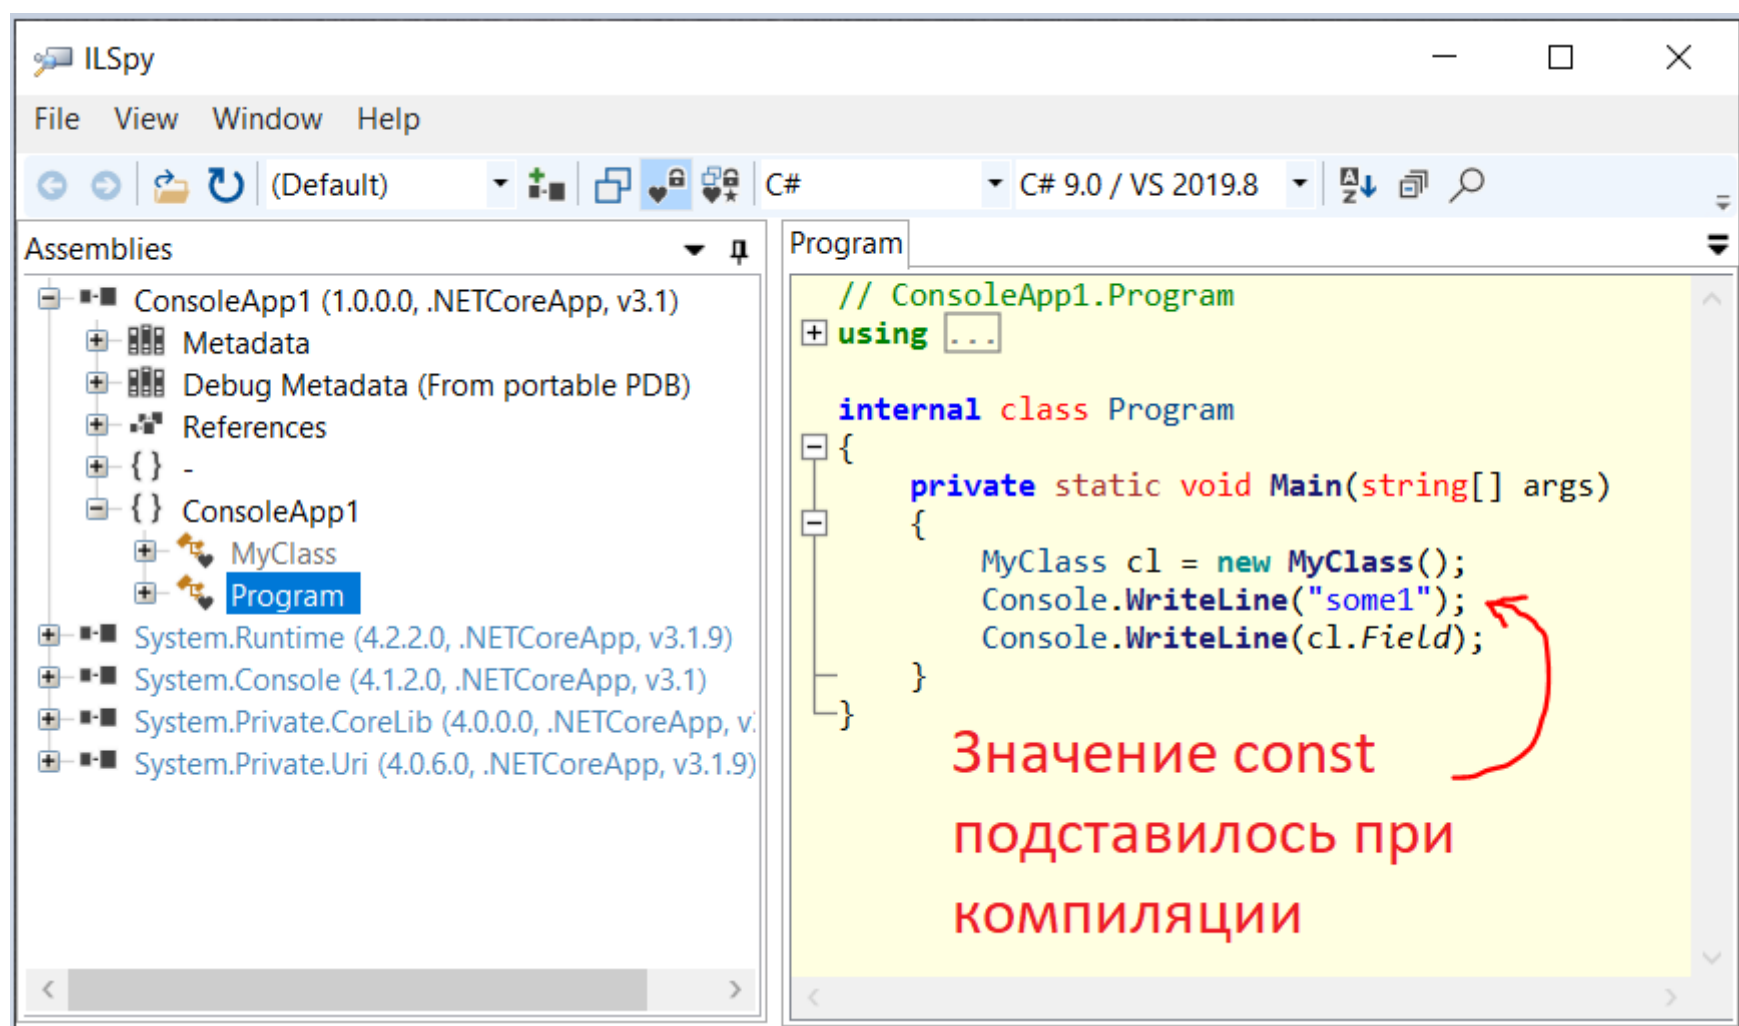 ILSpy
File View Window Help
(Default) C# C# 9.0 / VS 2019.8
Assemblies
ConsoleApp1 (1.0.0.0, .NETCoreApp, v3.1)
Metadata
Debug Metadata (From portable PDB)
References
{ } -
{ } ConsoleApp1
MyClass
Program
System.Runtime (4.2.2.0, .NETCoreApp, v3.1.9)
System.Console (4.1.2.0, .NETCoreApp, v3.1)
System.Private.CoreLib (4.0.0.0, .NETCoreApp, v
System.Private.Uri (4.0.6.0, .NETCoreApp, v3.1.9)
Program
// ConsoleApp1.Program
using ...
internal class Program
{
private static void Main(string[] args)
{
MyClass cl = new MyClass();
Console.WriteLine("some1");
Console.WriteLine(cl.Field);
}
}
Значение const
подставилось при
компиляции